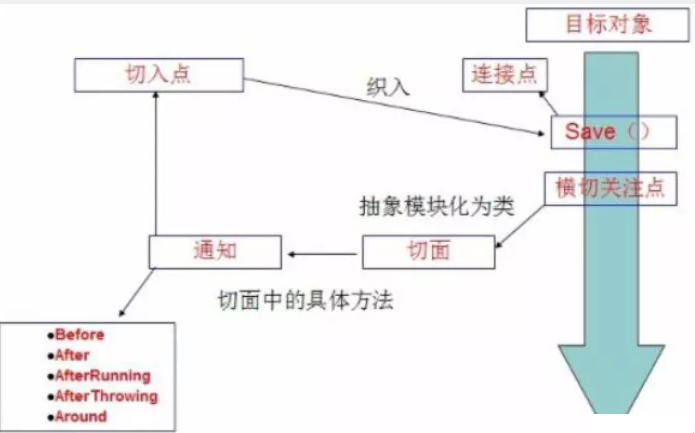 目标对象
切入点
连接点
织入
Save（）
横切关注点
抽象模块化为类
通知
切面
切面中的具体方法
●Before
●After
●AfterRunning
●AfterThrowing
●Around